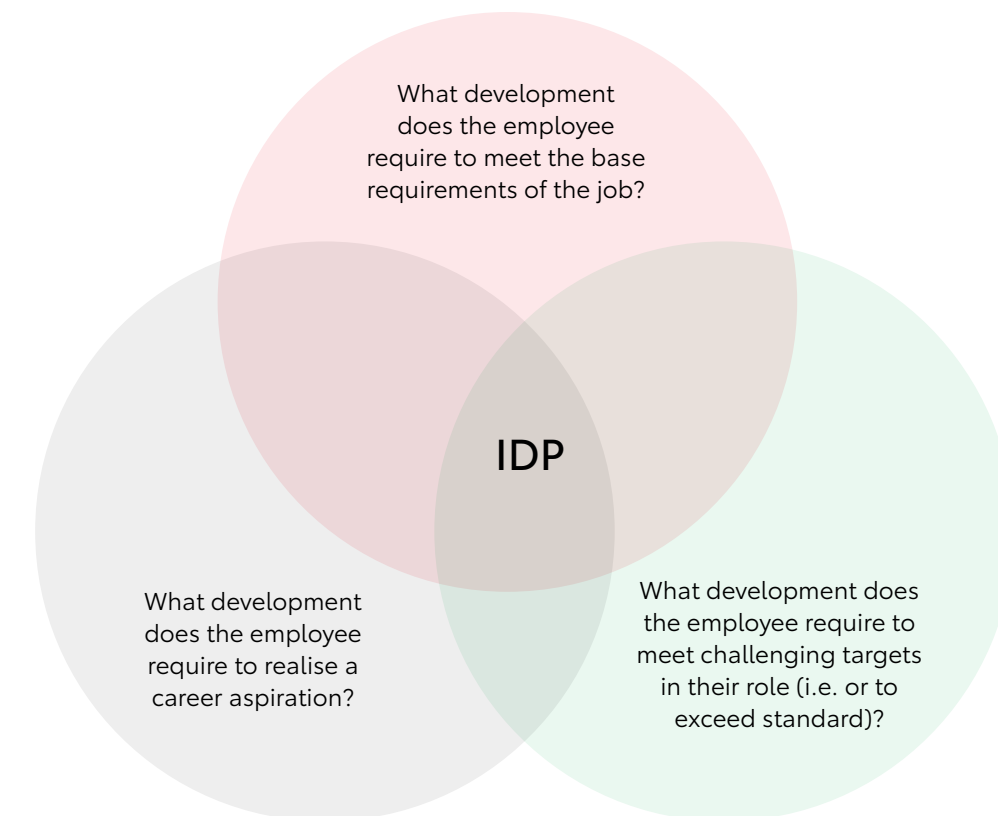 What development
does the employee
require to meet the base
requirements of the job?
IDP
What development
does the employee
require to realise a
career aspiration?
What development does
the employee require to
meet challenging targets
in their role (i.e. or to
exceed standard)?